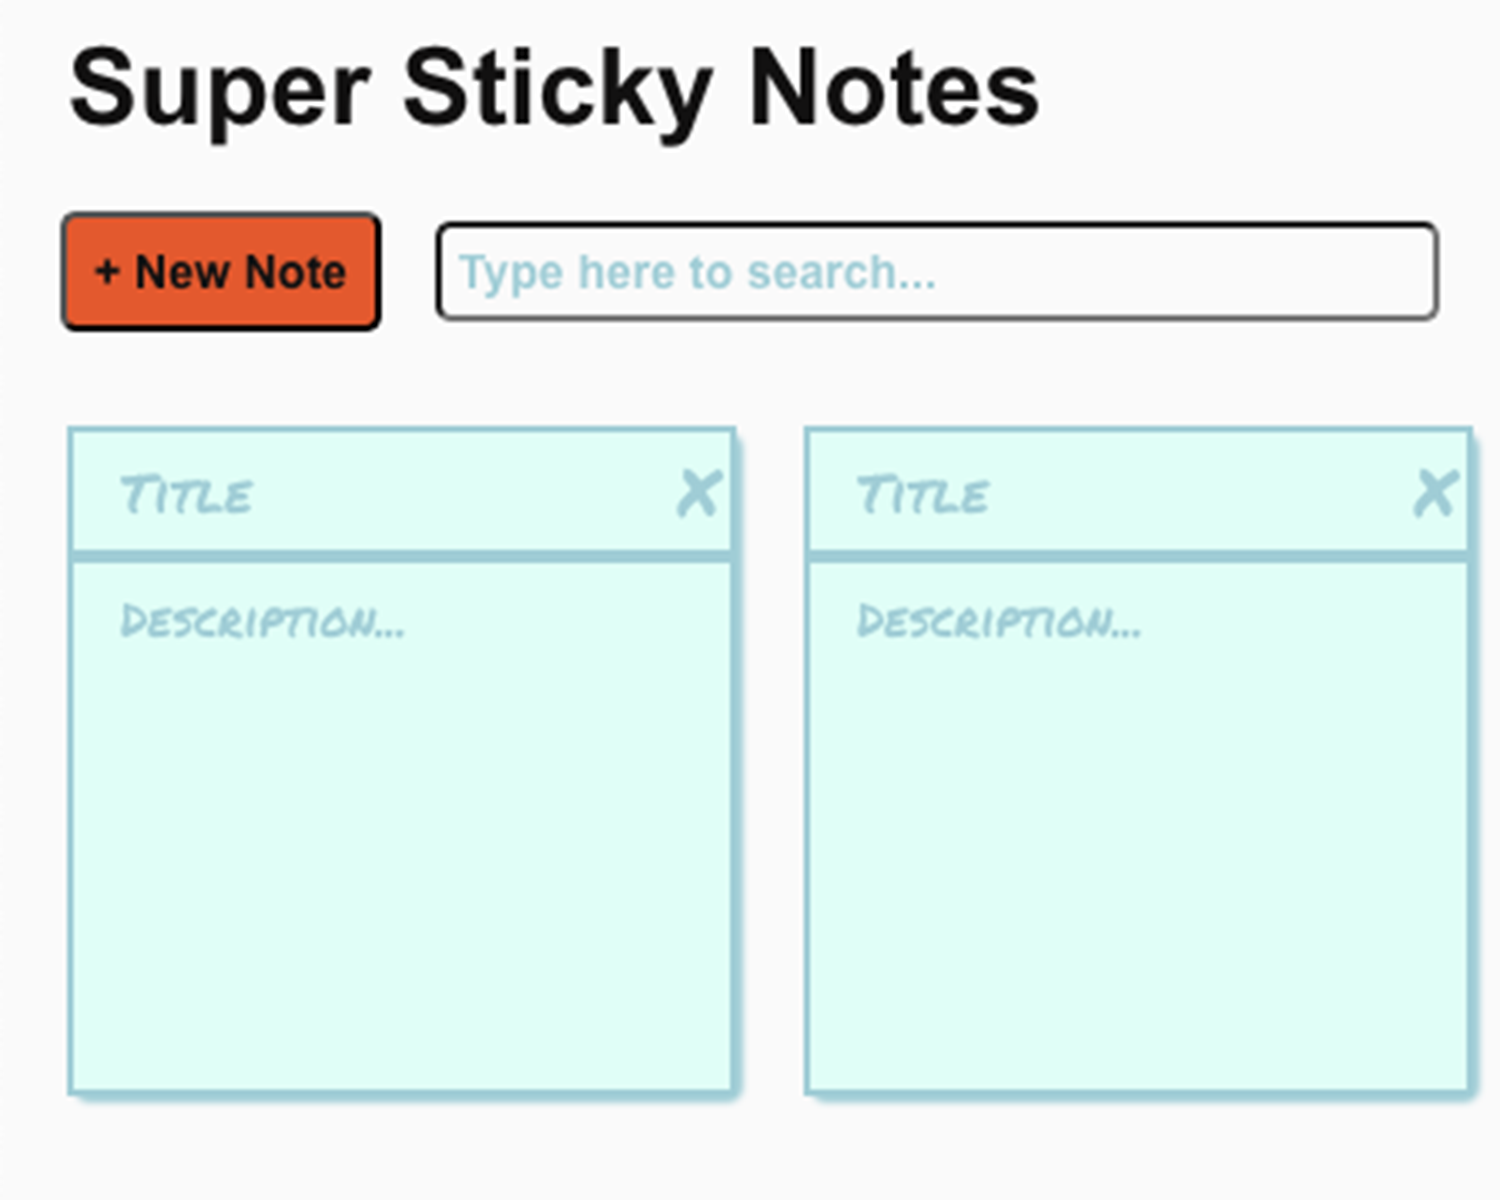 Super Sticky Notes
+ New Note
Type here to search...
Title
x
Title
x
Description...
Description...